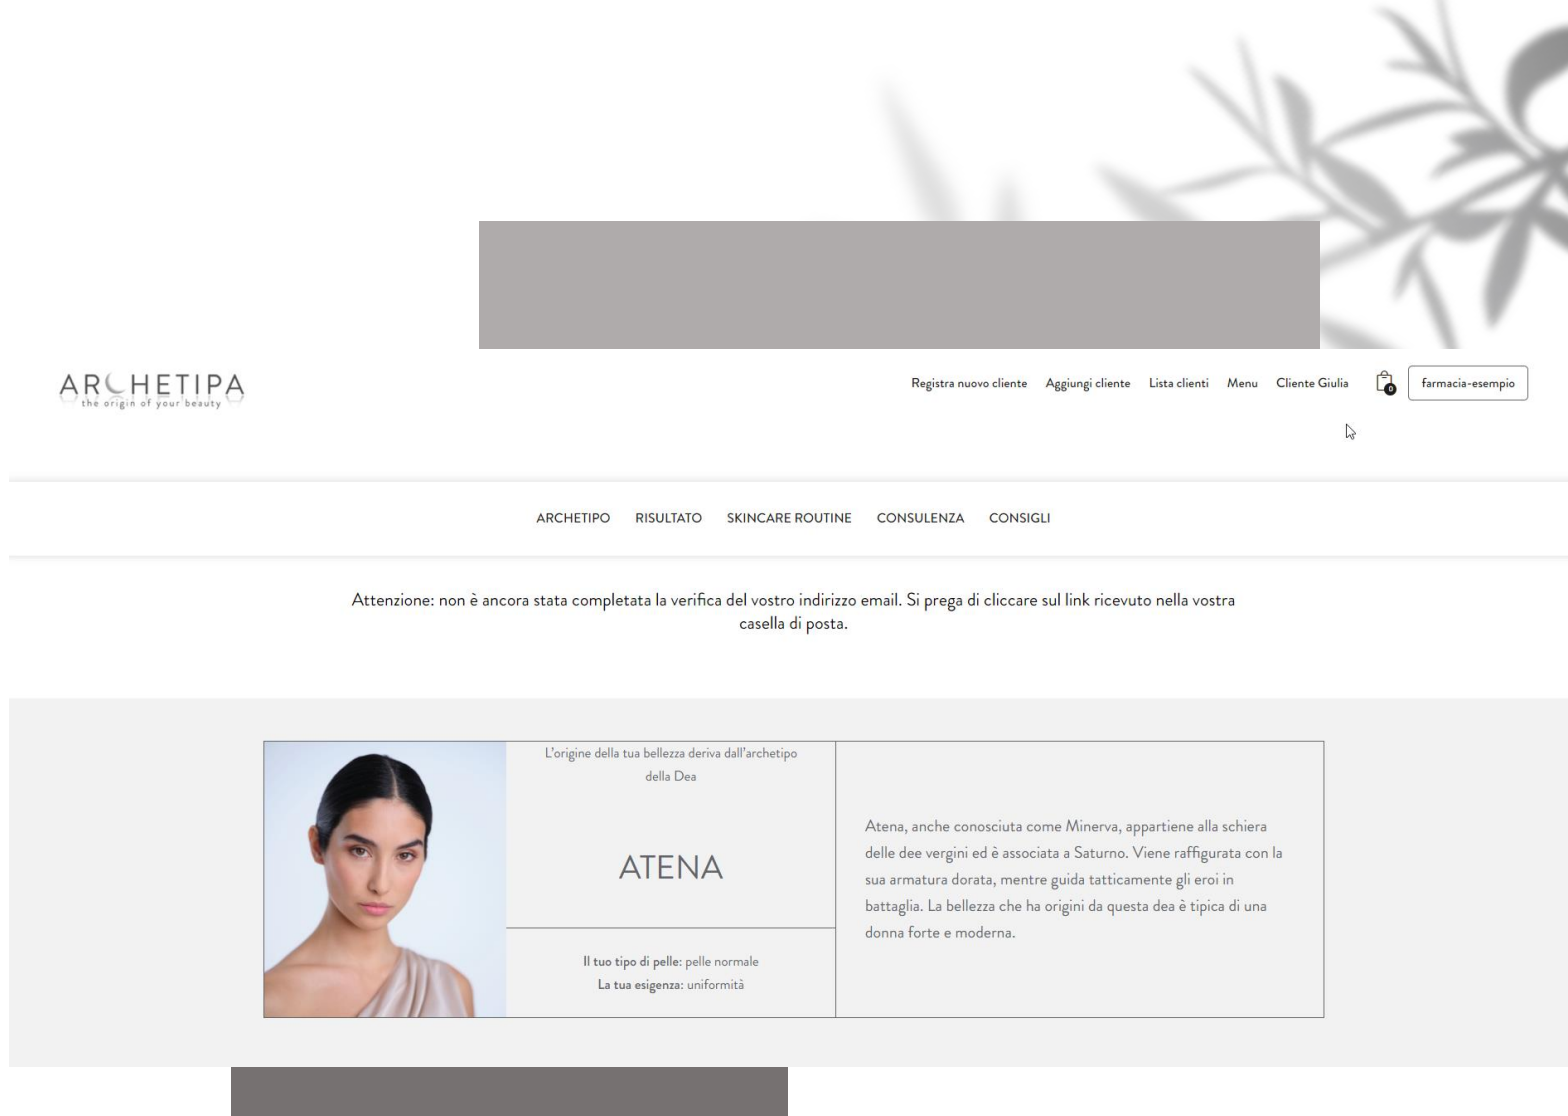 ARCHETIPA
the origin of your beauty
Registra nuovo cliente Aggiungi cliente Lista clienti Menu Cliente Giulia 0 farmacia-esempio
ARCHETIPO RISULTATO SKINCARE ROUTINE CONSULENZA CONSIGLI
Attenzione: non è ancora stata completata la verifica del vostro indirizzo email. Si prega di cliccare sul link ricevuto nella vostra
casella di posta.
L'origine della tua bellezza deriva dall'archetipo
della Dea
ATENA
Il tuo tipo di pelle: pelle normale
La tua esigenza: uniformità
Atena, anche conosciuta come Minerva, appartiene alla schiera
delle dee vergini ed è associata a Saturno. Viene raffigurata con la
sua armatura dorata, mentre guida tatticamente gli eroi in
battaglia. La bellezza che ha origini da questa dea è tipica di una
donna forte e moderna.